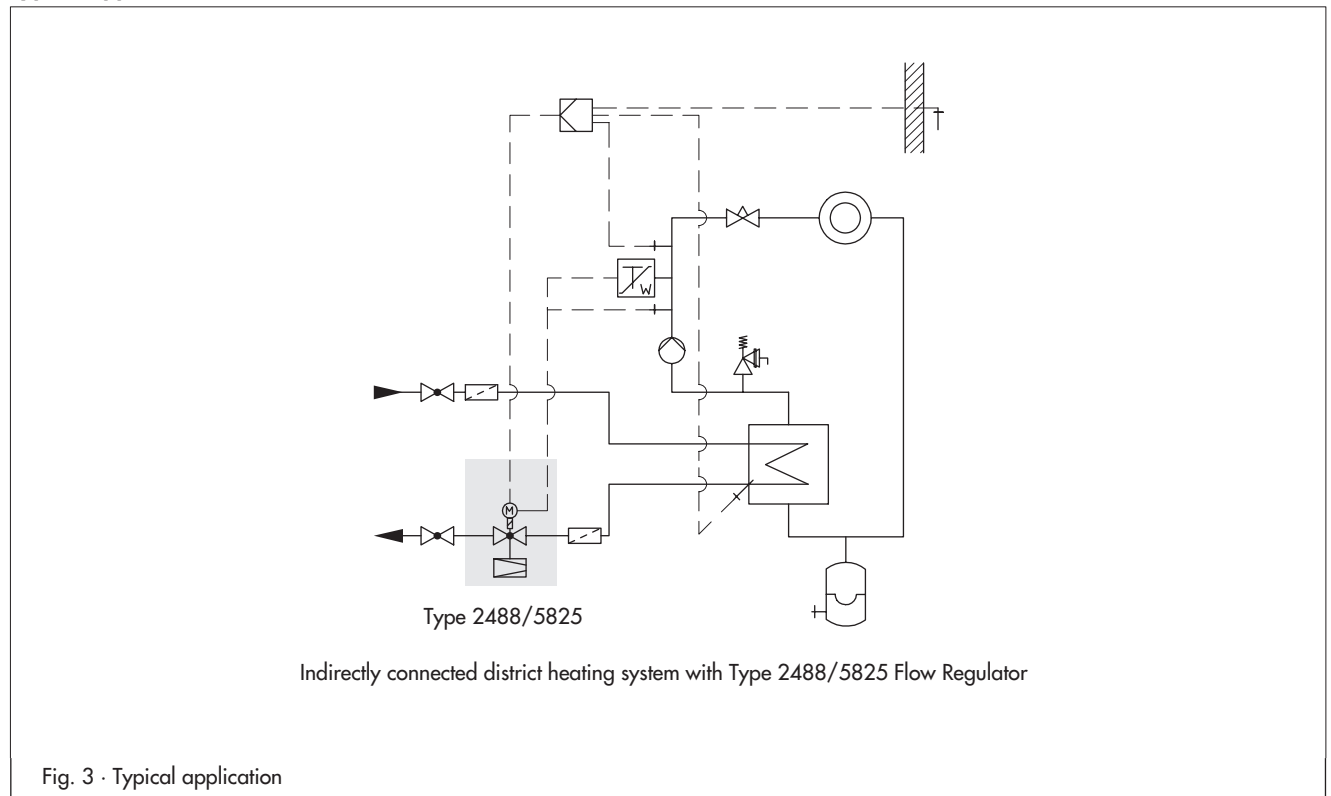 T
W
M
Type 2488/5825
Indirectly connected district heating system with Type 2488/5825 Flow Regulator
Fig. 3 · Typical application